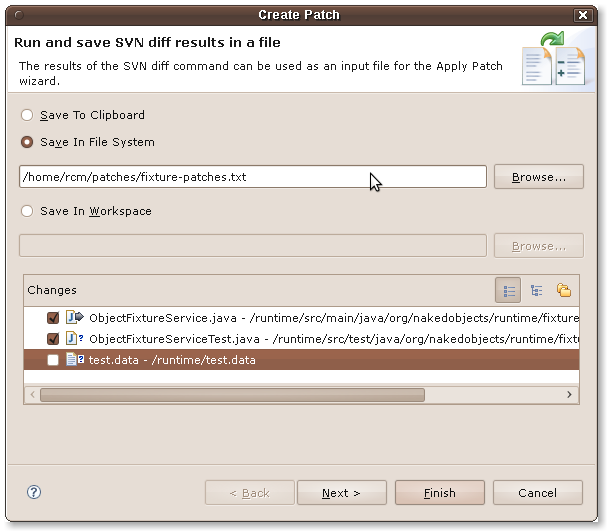 Create Patch
Run and save SVN diff results in a file
The results of the SVN diff command can be used as an input file for the Apply Patch
wizard.
Save To Clipboard
Save In File System
/home/rcm/patches/fixture-patches.txt
Browse...
Save In Workspace
Browse...
Changes
ObjectFixtureService.java - /runtime/src/main/java/org/nakedobjects/runtime/fixture
ObjectFixtureServiceTest.java - /runtime/src/test/java/org/nakedobjects/runtime/fixt
test.data - /runtime/test.data
< Back
Next >
Finish
Cancel